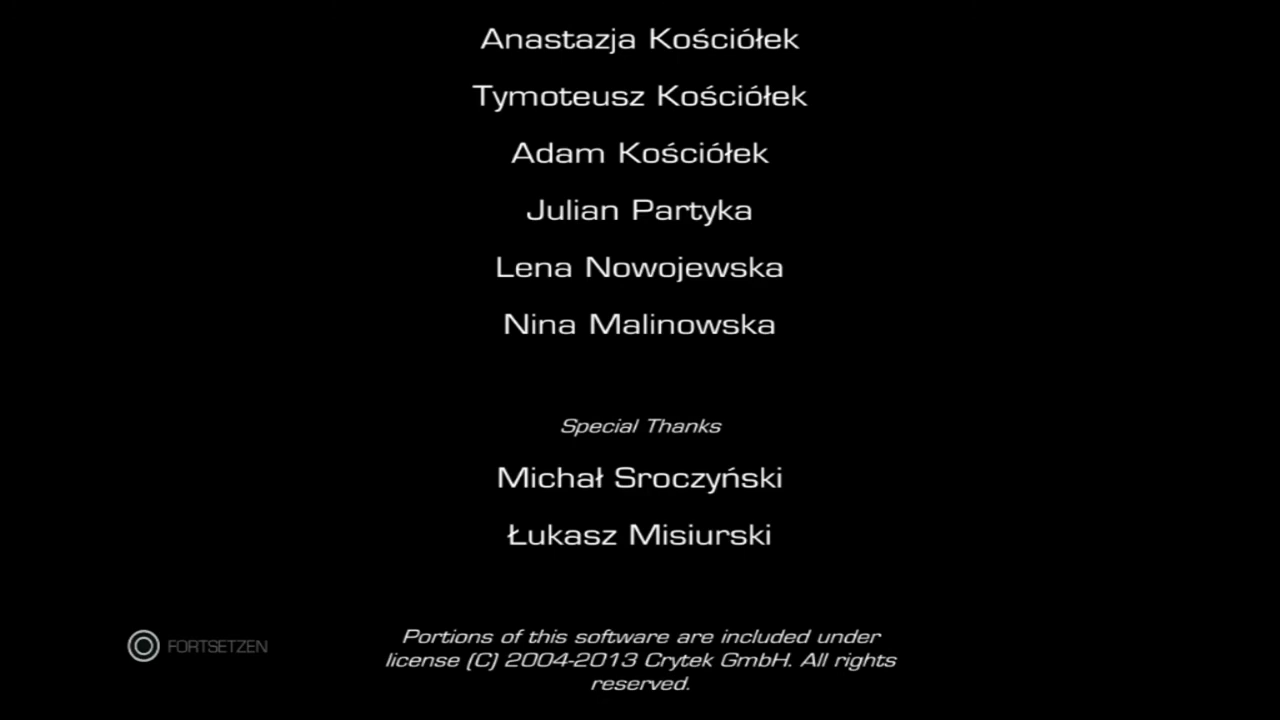 Anastazja Kościółek
Tymoteusz Kościółek
Adam Kościółek
Julian Partyka
Lena Nowojewska
Nina Malinowska
Special Thanks
Michał Sroczyński
Łukasz Misiurski
FORTSETZEN
Portions of this software are included under
license (C) 2004-2013 Crytek GmbH. All rights
reserved.